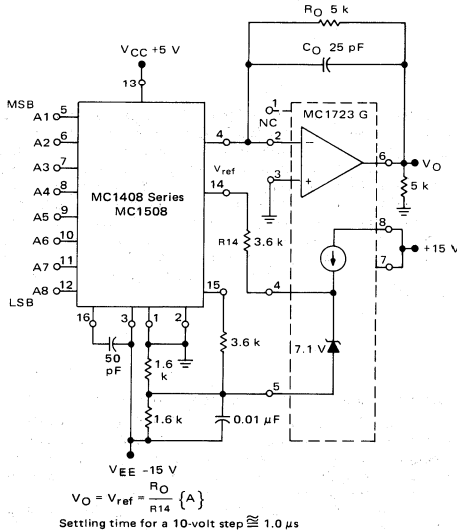 RO 5 k
CO 25 pF
VCC +5 V
13
MSB
A1 5
A2 6
A3 7
A4 8
A5 9
A6 10
A7 11
A8 12
LSB
MC1408 Series
MC1508
4
Vref
14
R14
3.6 k
15
3.6 k
16
3
1
2
50
pF
1.6
k
1.6 k
0.01 μF
VEE -15 V
1
NC
MC1723 G
2
−
3
+
6
VO
5 k
8
+15 V
7
4
7.1 V
5
VO = Vref = RO/R14 {A}
Settling time for a 10-volt step ≅ 1.0 μs